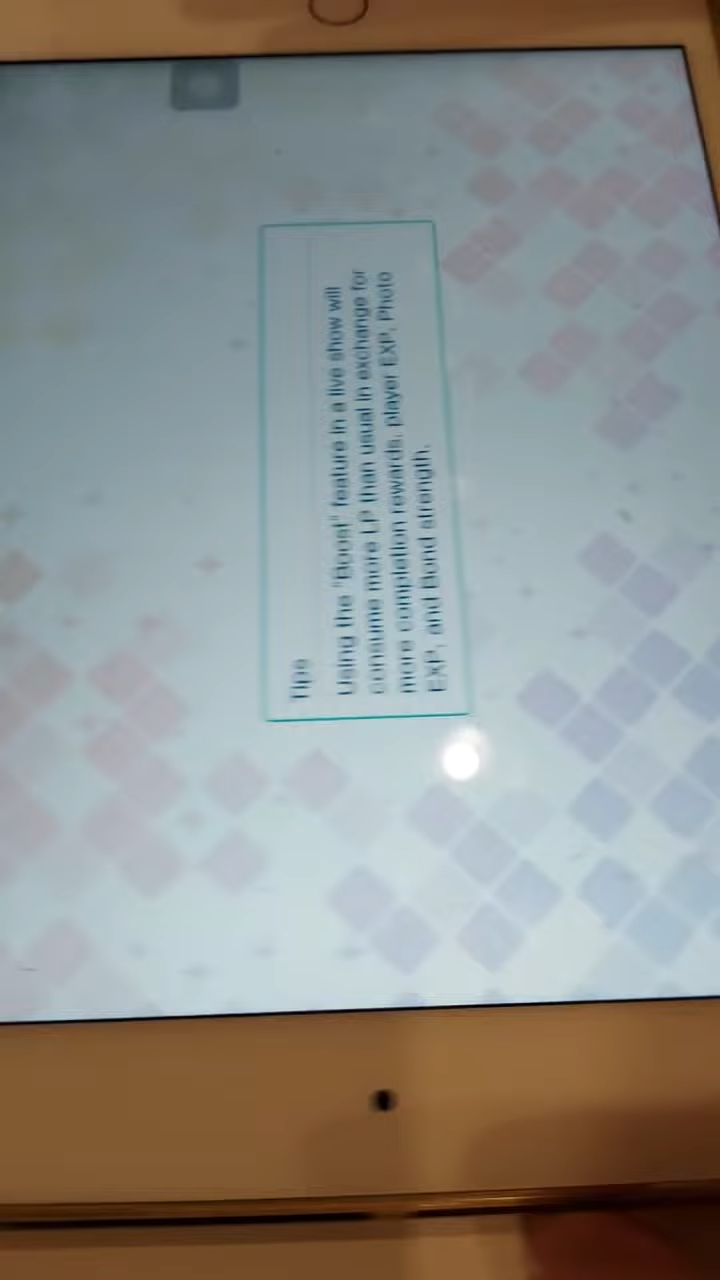 Tips
Using the "Boost" feature in a live show will
consume more LP than usual in exchange for
more completion rewards, player EXP, Photo
EXP, and Bond strength.